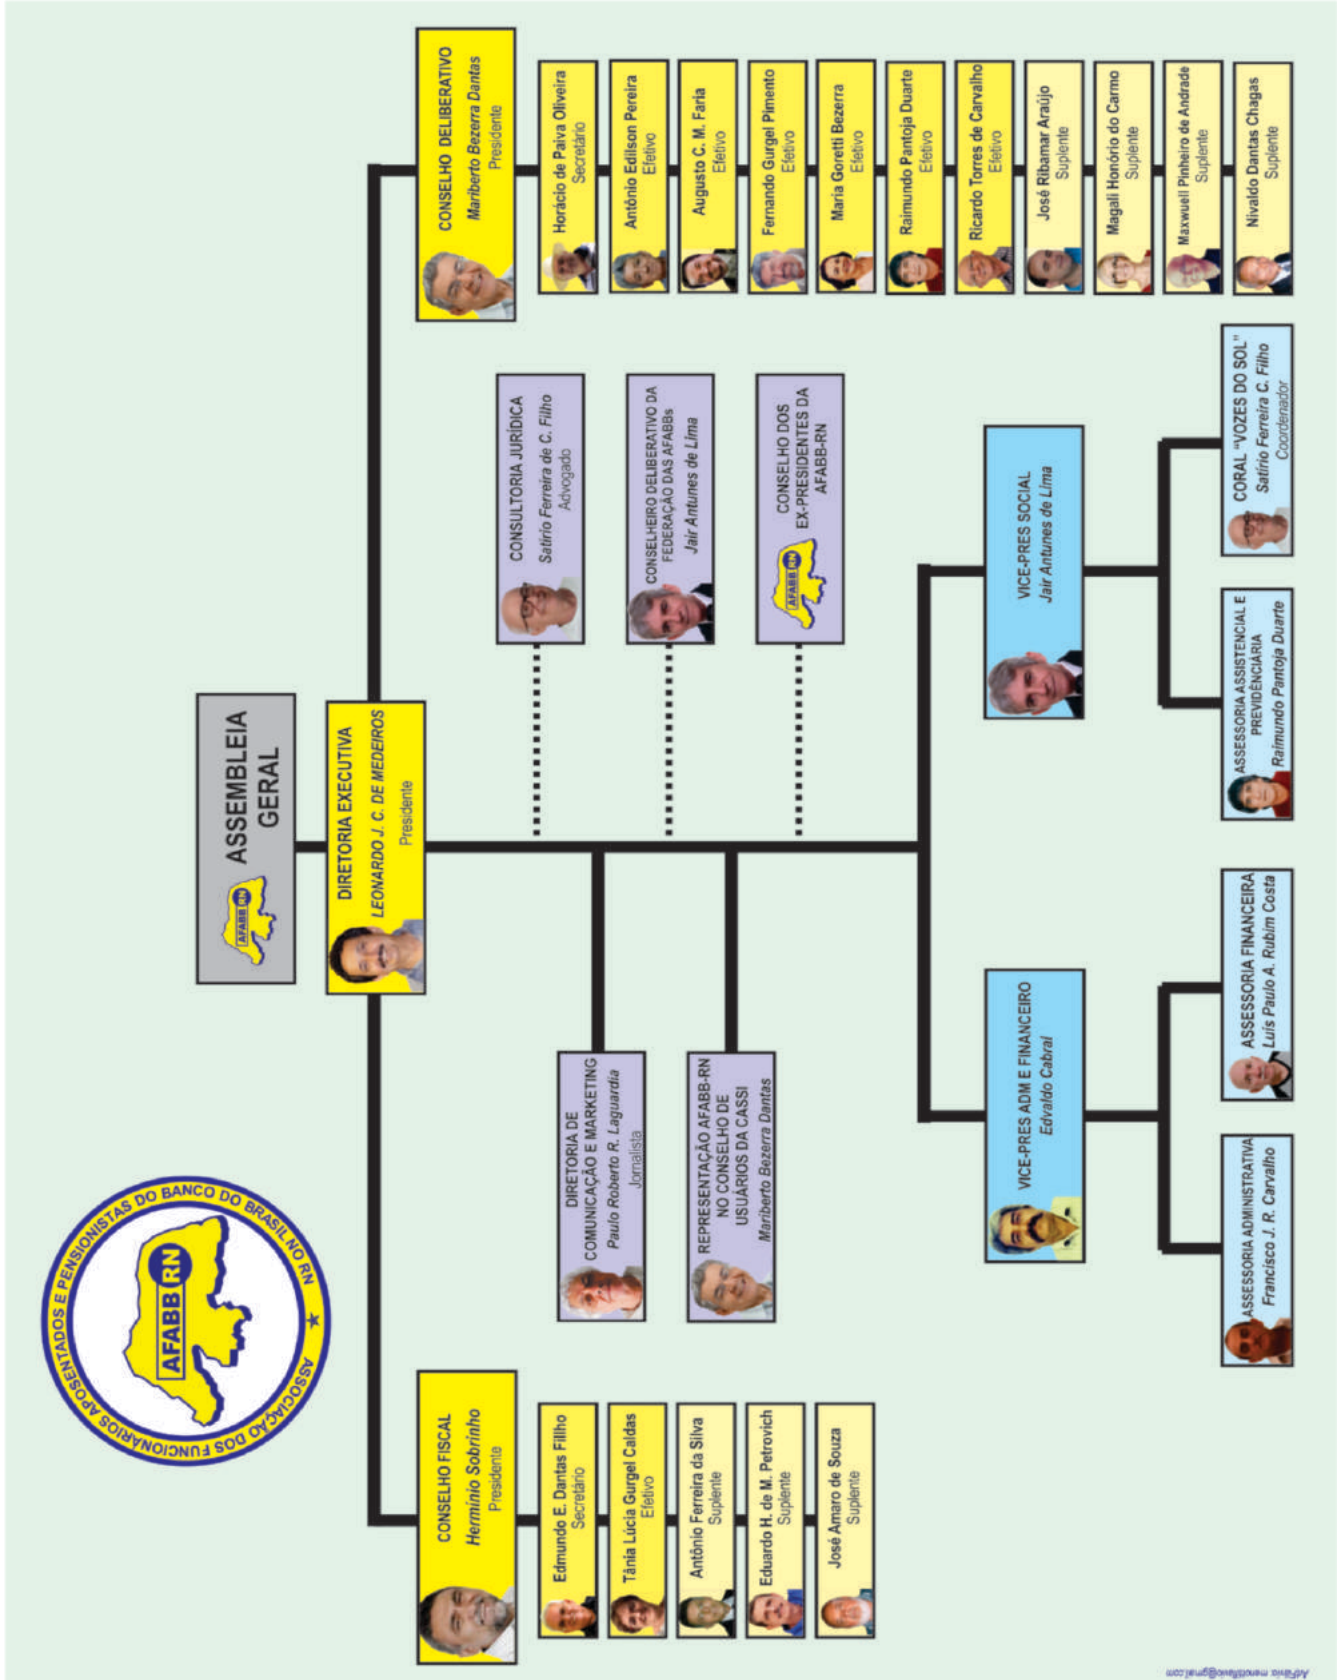 ASSOCIAÇÃO DOS FUNCIONÁRIOS APOSENTADOS E PENSIONISTAS DO BANCO DO BRASIL NO RN
AFABB RN
AFABB RN
ASSEMBLEIA
GERAL
DIRETORIA EXECUTIVA
LEONARDO J. C. DE MEDEIROS
Presidente
CONSELHO FISCAL
Hermínio Sobrinho
Presidente
Edmundo E. Dantas Fillho
Secretário
Tânia Lúcia Gurgel Caldas
Efetivo
Antônio Ferreira da Silva
Suplente
Eduardo H. de M. Petrovich
Suplente
José Amaro de Souza
Suplente
DIRETORIA DE
COMUNICAÇÃO E MARKETING
Paulo Roberto R. Laguardia
Jornalista
REPRESENTAÇÃO AFABB-RN
NO CONSELHO DE
USUÁRIOS DA CASSI
Mariberto Bezerra Dantas
CONSULTORIA JURÍDICA
Satírio Ferreira de C. Filho
Advogado
CONSELHEIRO DELIBERATIVO DA
FEDERAÇÃO DAS AFABBs
Jair Antunes de Lima
AFABB RN
CONSELHO DOS
EX-PRESIDENTES DA
AFABB-RN
CONSELHO DELIBERATIVO
Mariberto Bezerra Dantas
Presidente
Horácio de Paiva Oliveira
Secretário
Antônio Edilson Pereira
Efetivo
Augusto C. M. Faria
Efetivo
Fernando Gurgel Pimento
Efetivo
Maria Goretti Bezerra
Efetivo
Raimundo Pantoja Duarte
Efetivo
Ricardo Torres de Carvalho
Efetivo
José Ribamar Araújo
Suplente
Magali Honório do Carmo
Suplente
Maxwuell Pinheiro de Andrade
Suplente
Nivaldo Dantas Chagas
Suplente
VICE-PRES ADM E FINANCEIRO
Edvaldo Cabral
VICE-PRES SOCIAL
Jair Antunes de Lima
ASSESSORIA ADMINISTRATIVA
Francisco J. R. Carvalho
ASSESSORIA FINANCEIRA
Luís Paulo A. Rubim Costa
ASSESSORIA ASSISTENCIAL E
PREVIDÊNCIÁRIA
Raimundo Pantoja Duarte
CORAL "VOZES DO SOL"
Satírio Ferreira C. Filho
Coordenador